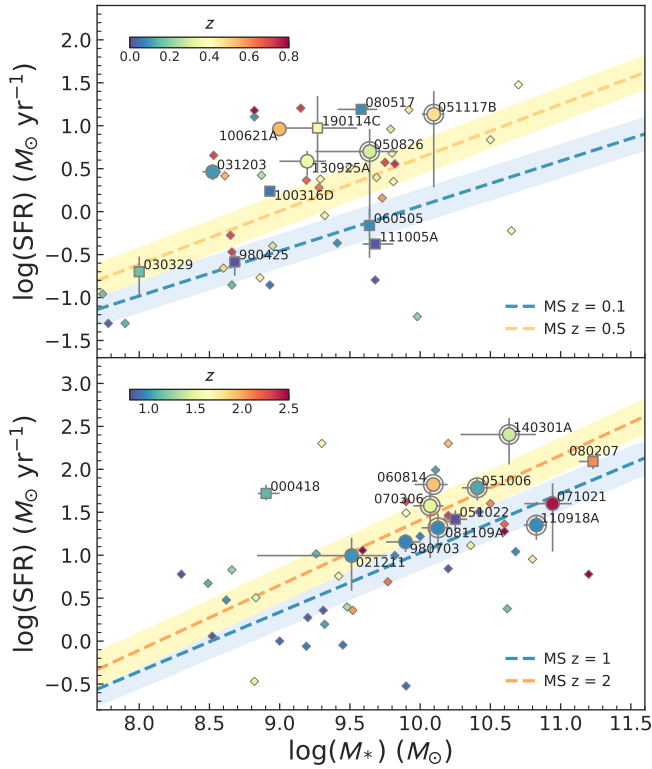 z
0.0 0.2 0.4 0.6 0.8
log(SFR) (M⊙ yr⁻¹)
2.0
1.5
1.0
0.5
0.0
−0.5
−1.0
−1.5
080517
051117B
190114C
100621A
050826
031203
130925A
100316D
060505
111005A
980425
030329
MS z = 0.1
MS z = 0.5
z
1.0 1.5 2.0 2.5
log(SFR) (M⊙ yr⁻¹)
3.0
2.5
2.0
1.5
1.0
0.5
0.0
−0.5
140301A
080207
060814
051006
000418
070306
071021
051022
110918A
081109A
980703
021211
MS z = 1
MS z = 2
8.0 8.5 9.0 9.5 10.0 10.5 11.0 11.5
log(M*) (M⊙)